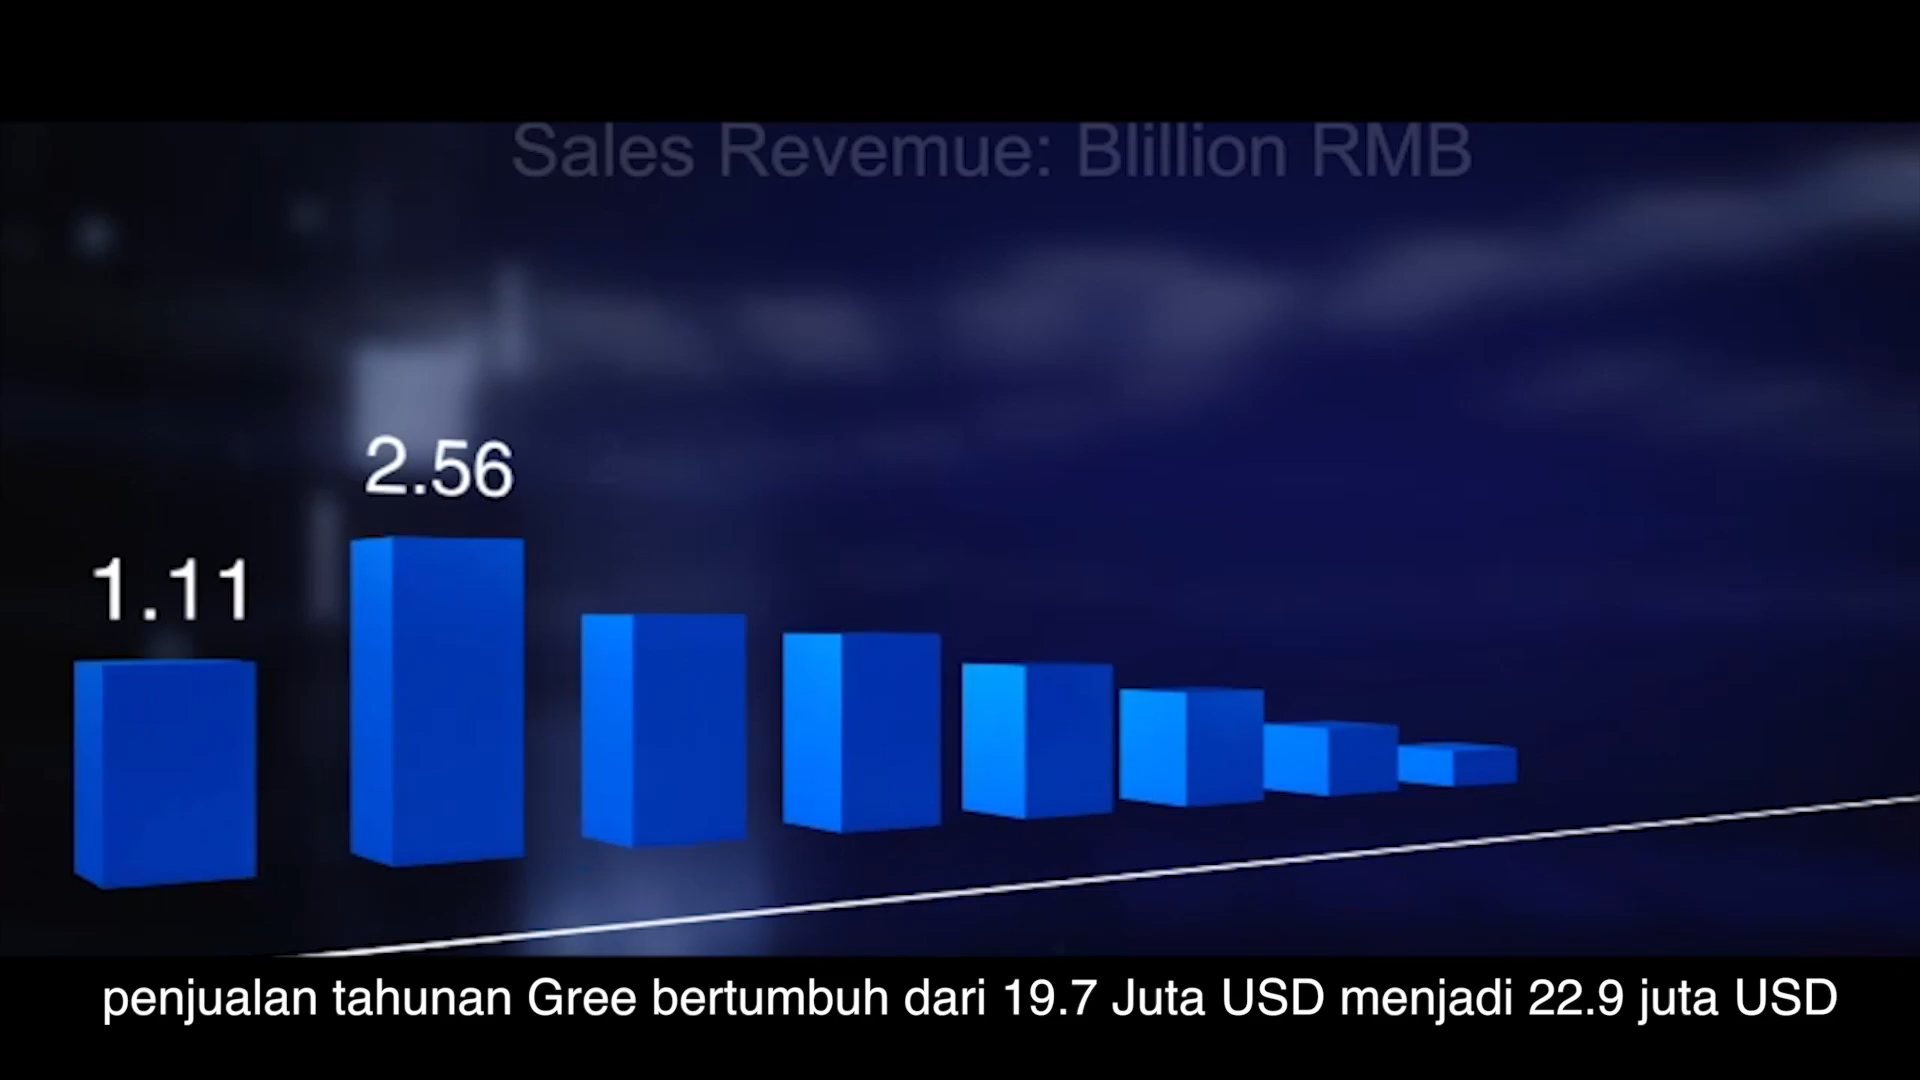 Sales Revemue: Blillion RMB
2.56
1.11
penjualan tahunan Gree bertumbuh dari 19.7 Juta USD menjadi 22.9 juta USD